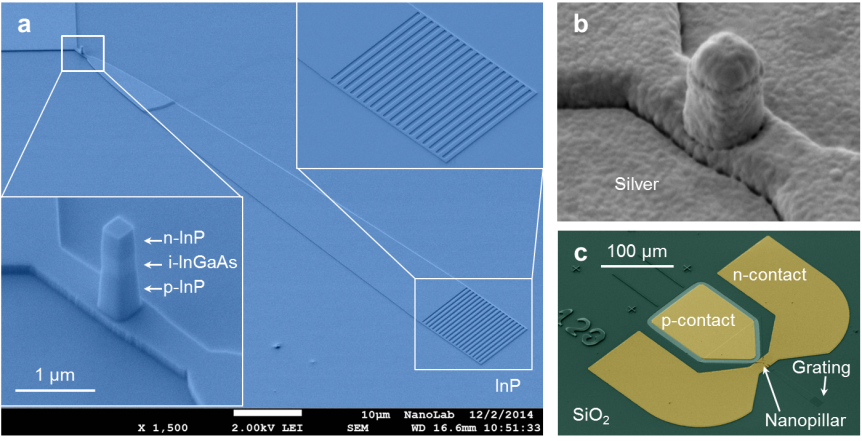 a
n-InP
i-InGaAs
p-InP
1 μm
InP
10μm NanoLab 12/2/2014
X 1,500 2.00kV LEI SEM WD 16.6mm 10:51:33
b
Silver
c
100 μm
n-contact
p-contact
A29
Grating
SiO₂
Nanopillar